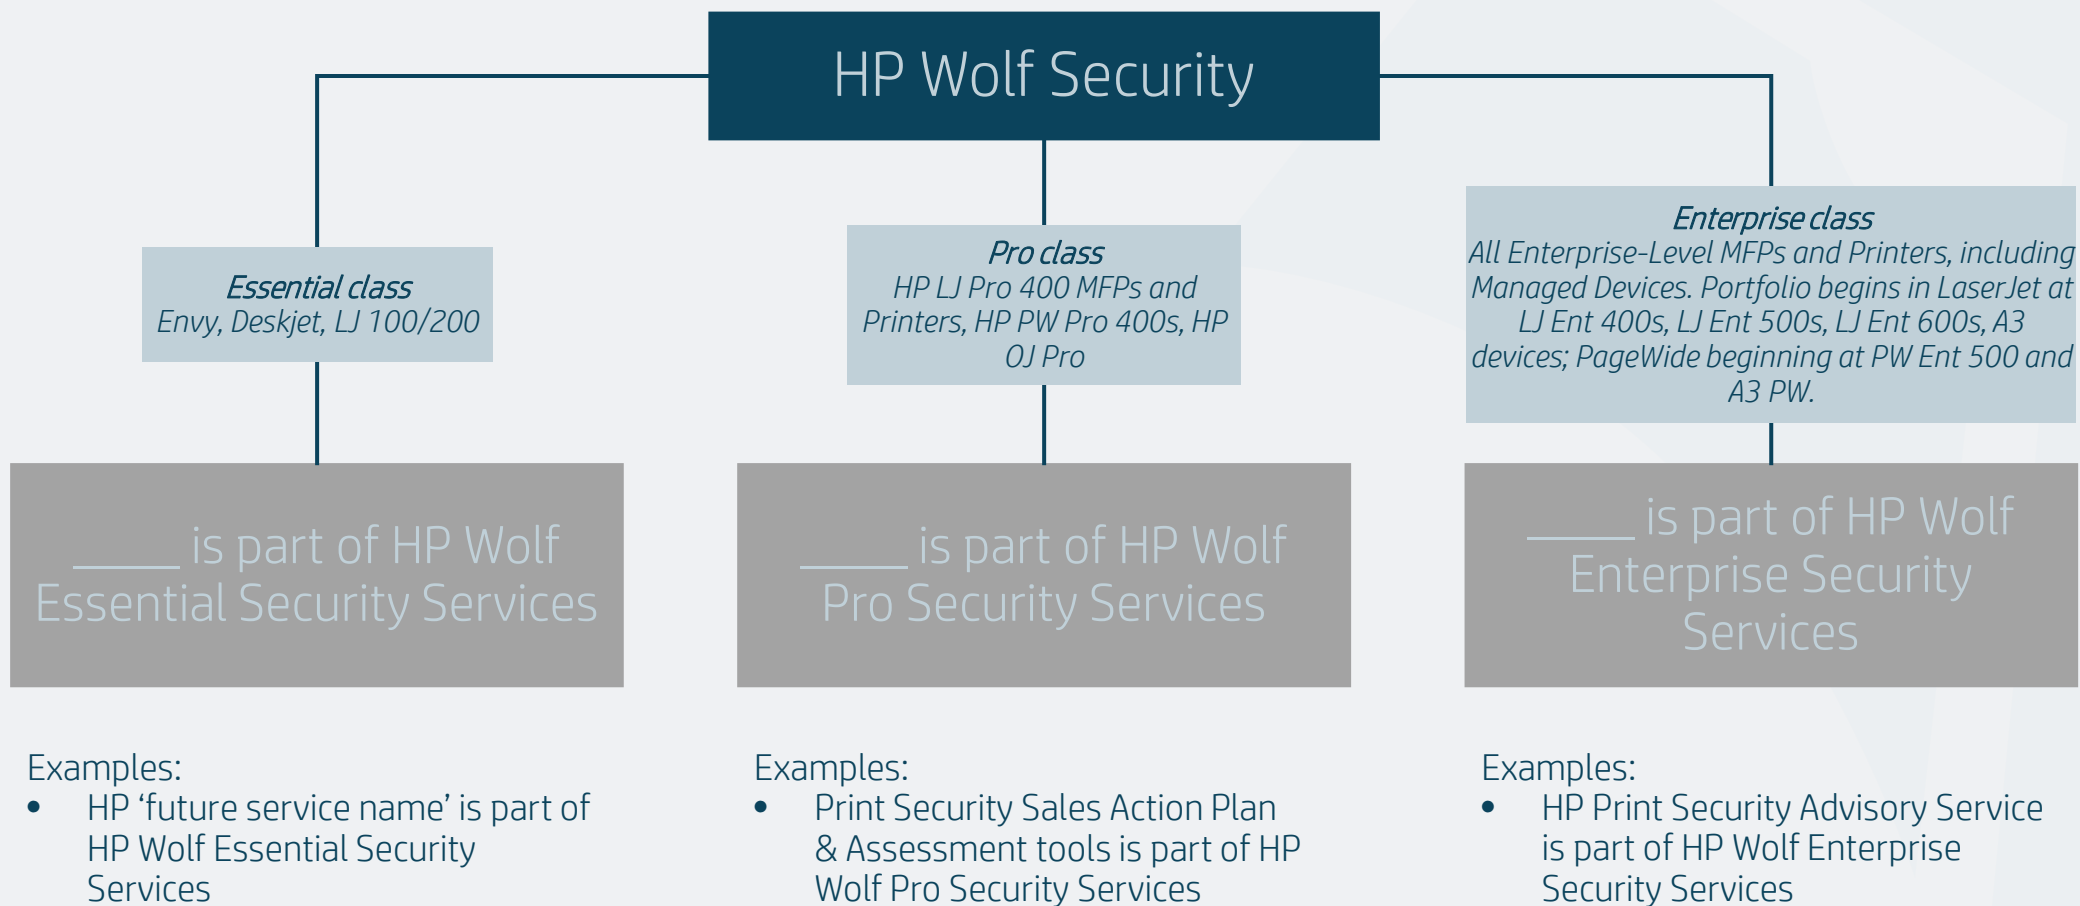 HP Wolf Security
Essential class
Envy, Deskjet, LJ 100/200
Pro class
HP LJ Pro 400 MFPs and
Printers, HP PW Pro 400s, HP
OJ Pro
Enterprise class
All Enterprise-Level MFPs and Printers, including
Managed Devices. Portfolio begins in LaserJet at
LJ Ent 400s, LJ Ent 500s, LJ Ent 600s, A3
devices; PageWide beginning at PW Ent 500 and
A3 PW.
____ is part of HP Wolf
Essential Security Services
____ is part of HP Wolf
Pro Security Services
____ is part of HP Wolf
Enterprise Security
Services
Examples:
• HP ‘future service name’ is part of
HP Wolf Essential Security
Services
Examples:
• Print Security Sales Action Plan
& Assessment tools is part of HP
Wolf Pro Security Services
Examples:
• HP Print Security Advisory Service
is part of HP Wolf Enterprise
Security Services